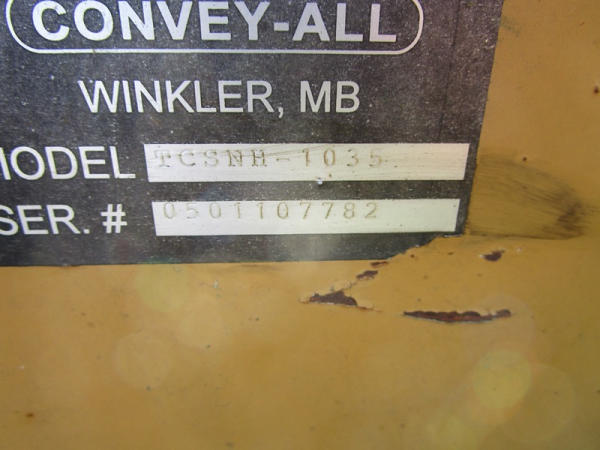 CONVEY-ALL
WINKLER, MB
MODEL TCSNH-1035
SER. # 0501107782